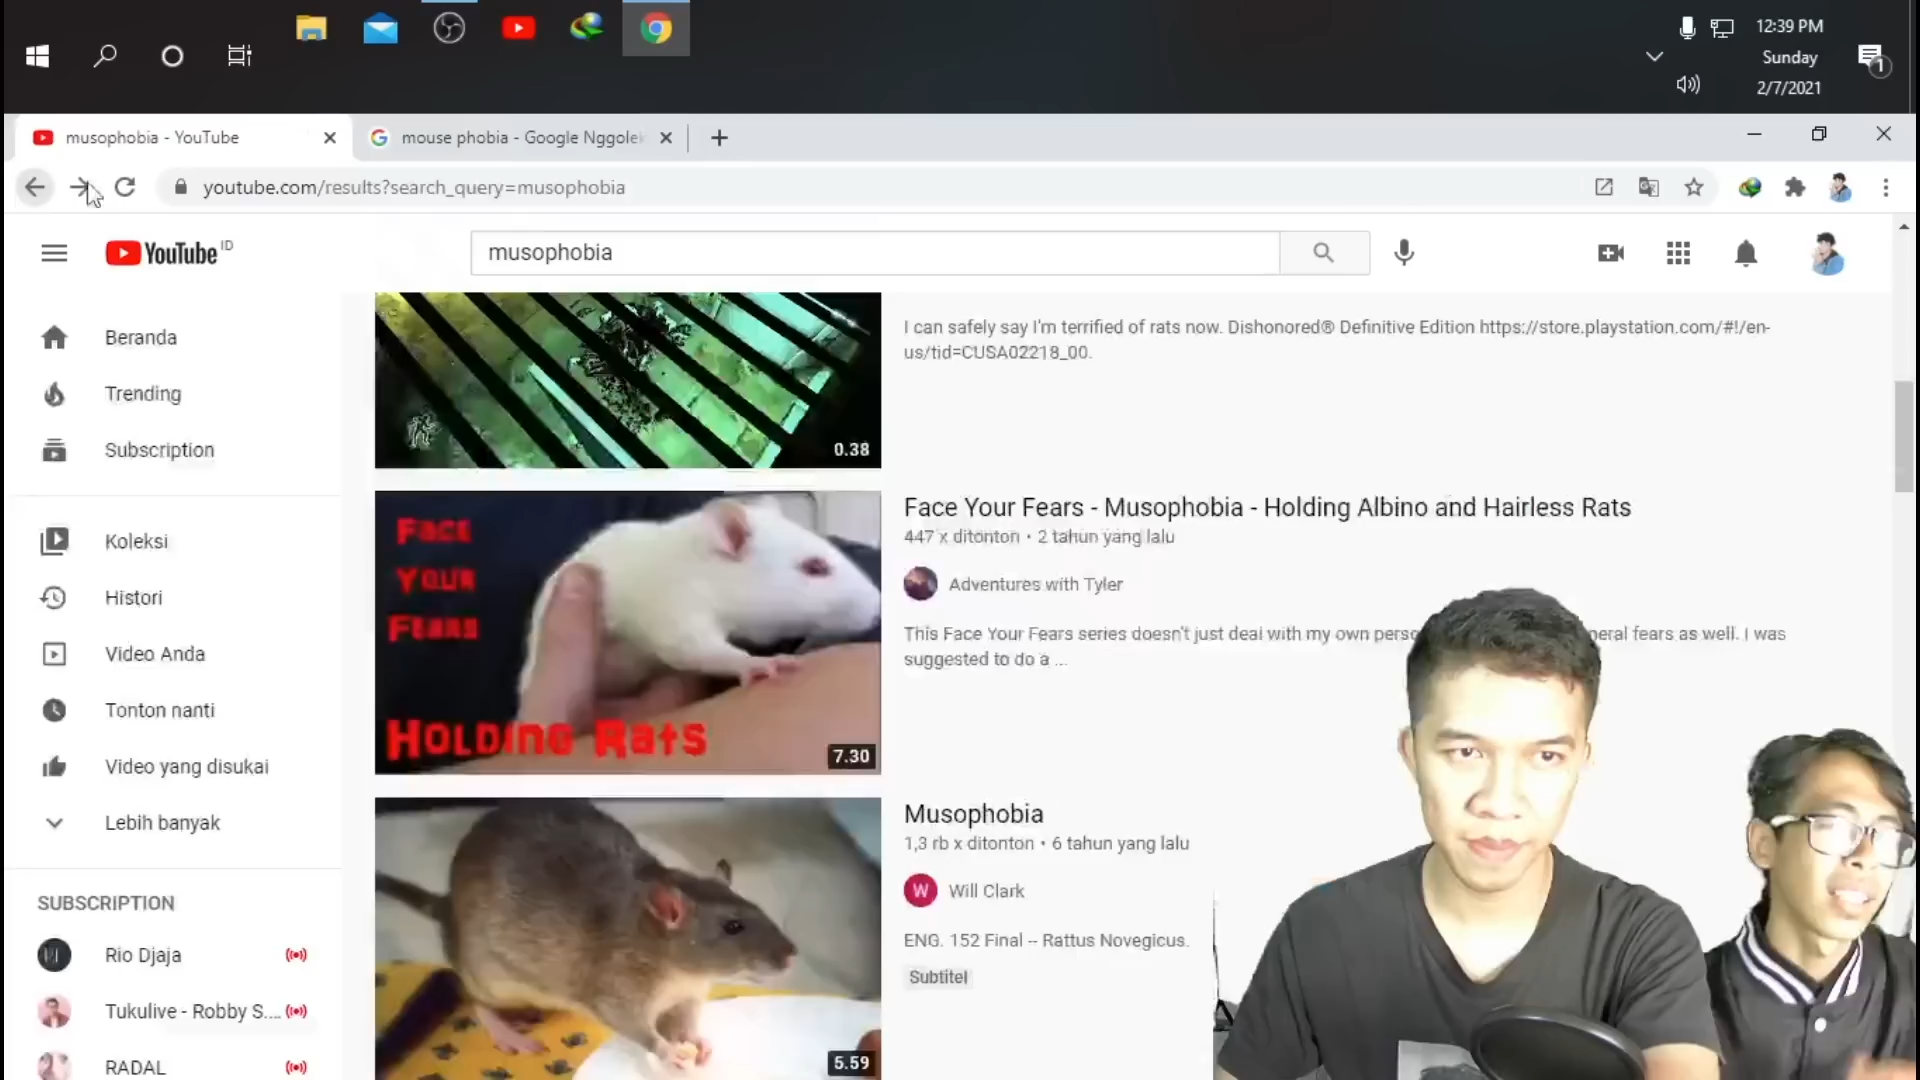 12:39 PM
Sunday
2/7/2021
1
musophobia - YouTube
mouse phobia - Google Nggolek
youtube.com/results?search_query=musophobia
YouTube ID
musophobia
Beranda
Trending
Subscription
Koleksi
Histori
Video Anda
Tonton nanti
Video yang disukai
Lebih banyak
SUBSCRIPTION
Rio Djaja
Tukulive - Robby S...
RADAL
0.38
I can safely say I'm terrified of rats now. Dishonored® Definitive Edition https://store.playstation.com/#!/en-
us/tid=CUSA02218_00.
FACE
YOUR
FEARS
HOLDING RATS
7.30
Face Your Fears - Musophobia - Holding Albino and Hairless Rats
447 x ditonton • 2 tahun yang lalu
Adventures with Tyler
This Face Your Fears series doesn't just deal with my own fears as well. I was
suggested to do a ...
5.59
Musophobia
1,3 rb x ditonton • 6 tahun yang lalu
W
Will Clark
ENG. 152 Final -- Rattus Novegicus.
Subtitel